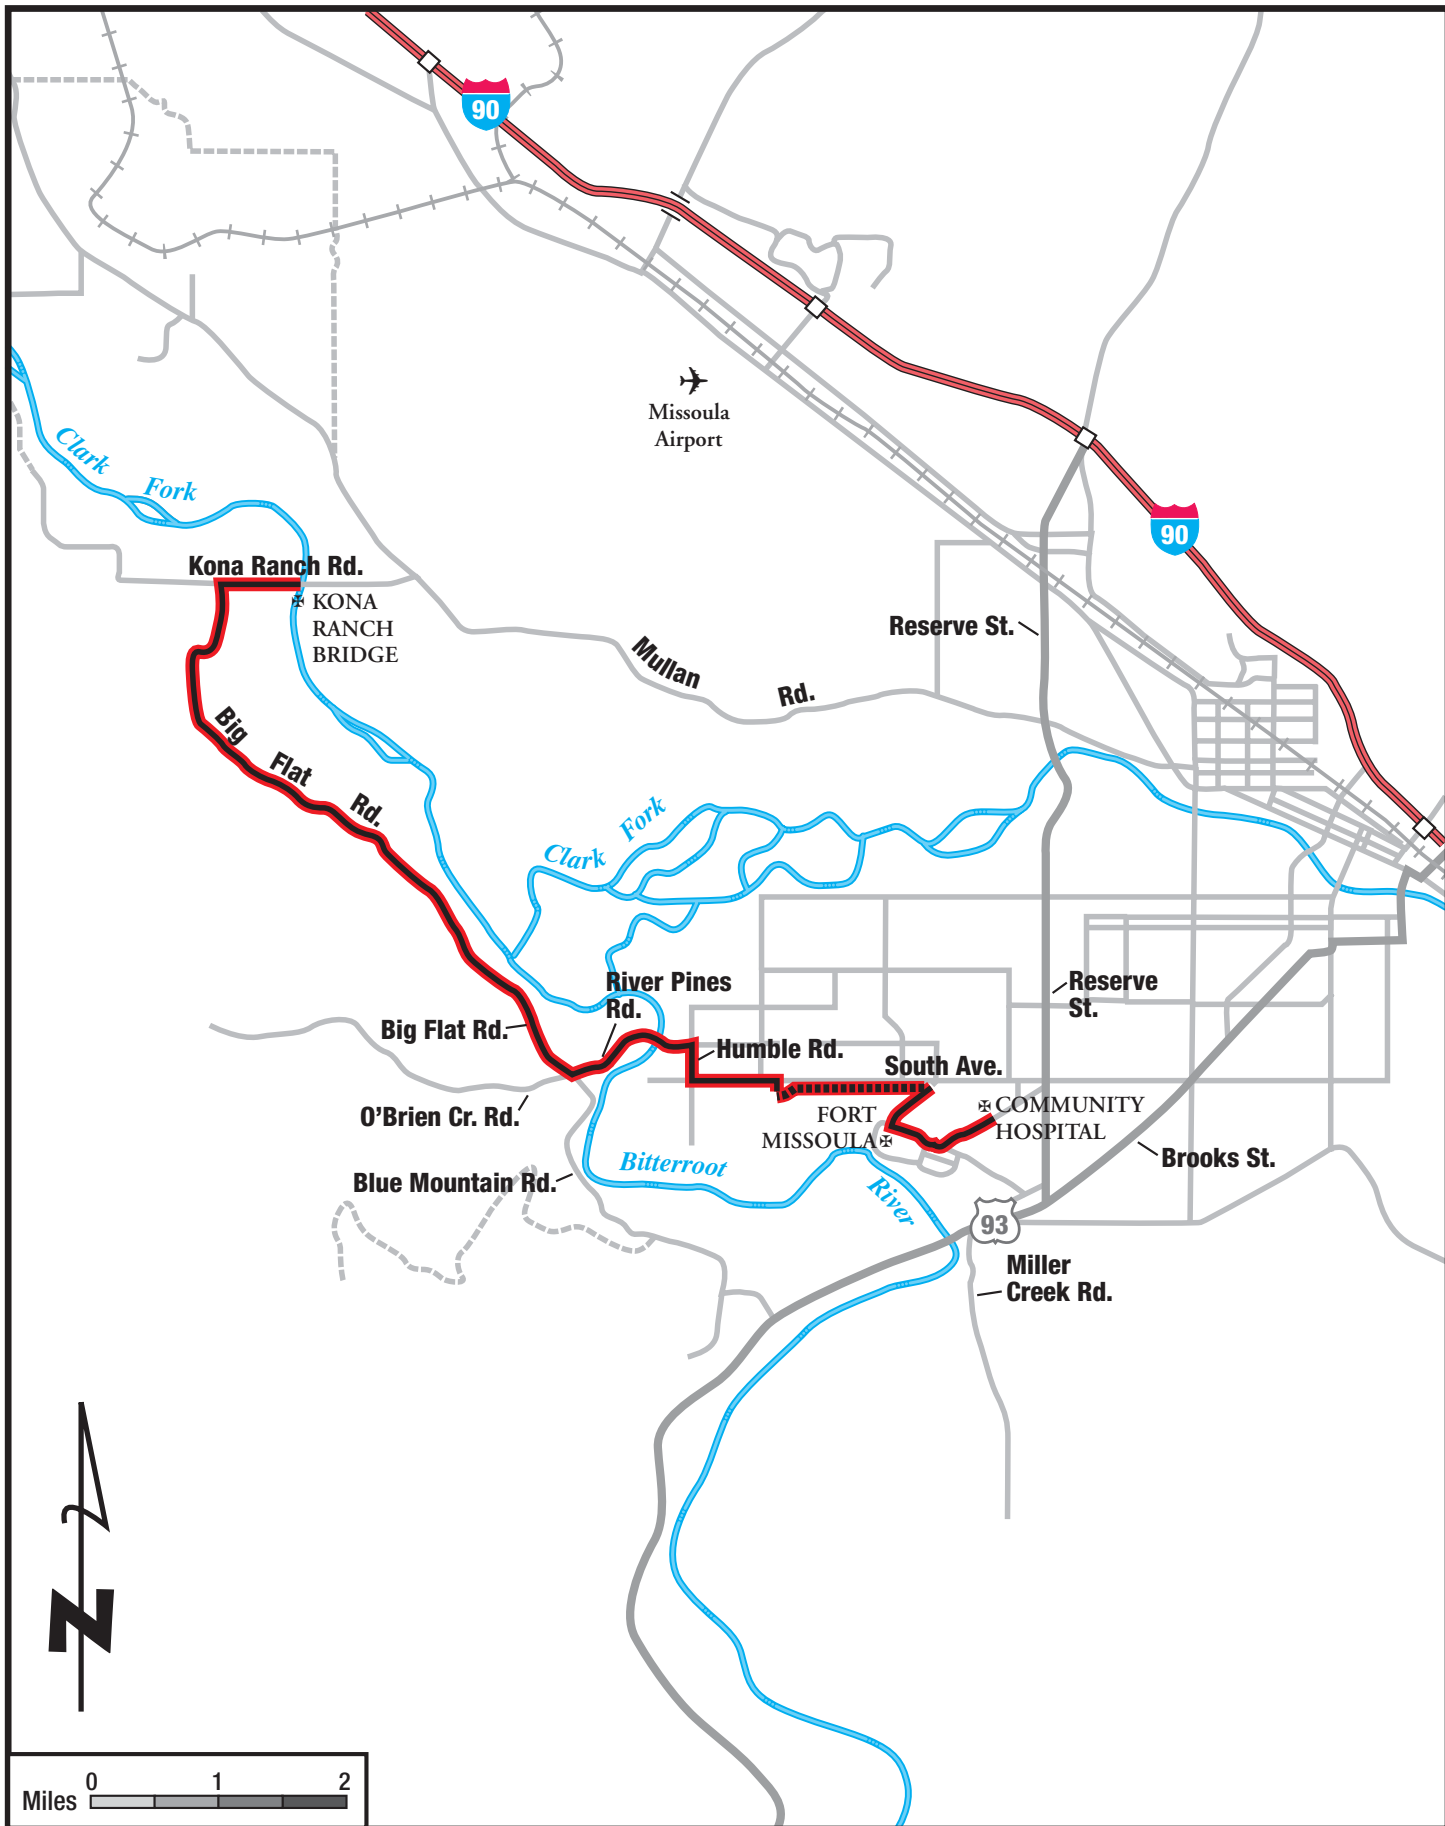 90
Missoula
Airport
Clark
Fork
90
Kona Ranch Rd.
KONA
RANCH
BRIDGE
Reserve St.
Mullan
Rd.
Big
Flat
Rd.
Fork
Clark
River Pines
Rd.
Reserve
St.
Big Flat Rd.
Humble Rd.
South Ave.
O'Brien Cr. Rd.
FORT
MISSOULA
COMMUNITY
HOSPITAL
Blue Mountain Rd.
Bitterroot
River
Brooks St.
93
Miller
Creek Rd.
N
Miles 0 1 2